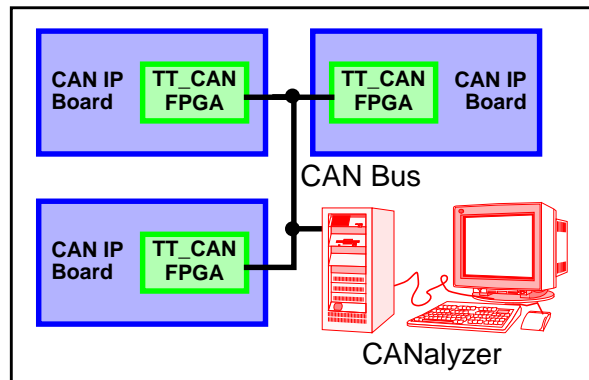 CAN IP
Board
TT_CAN
FPGA
TT_CAN
FPGA
CAN IP
Board
CAN Bus
CAN IP
Board
TT_CAN
FPGA
CANalyzer